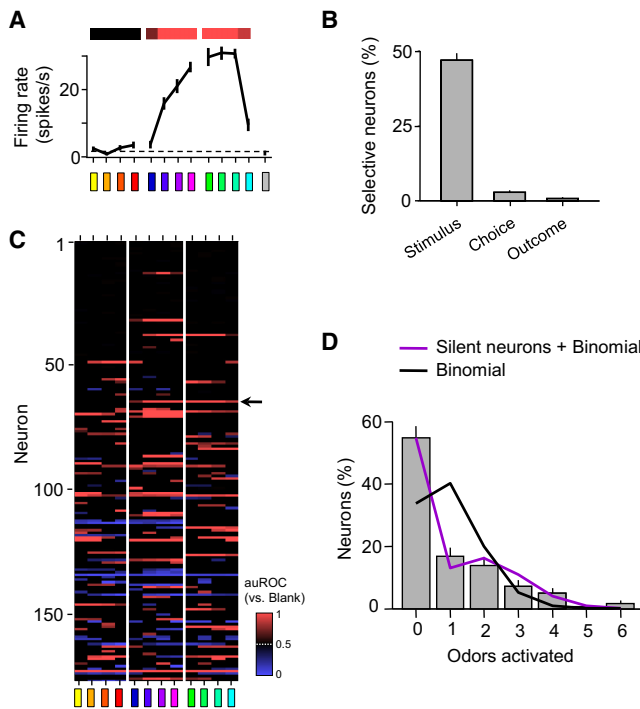 A
Firing rate
(spikes/s)
20
0
B
Selective neurons (%)
50
25
0
Stimulus
Choice
Outcome
C
Neuron
1
50
100
150
auROC
(vs. Blank)
1
0.5
0
D
Silent neurons + Binomial
Binomial
Neurons (%)
60
40
20
0
0 1 2 3 4 5 6
Odors activated